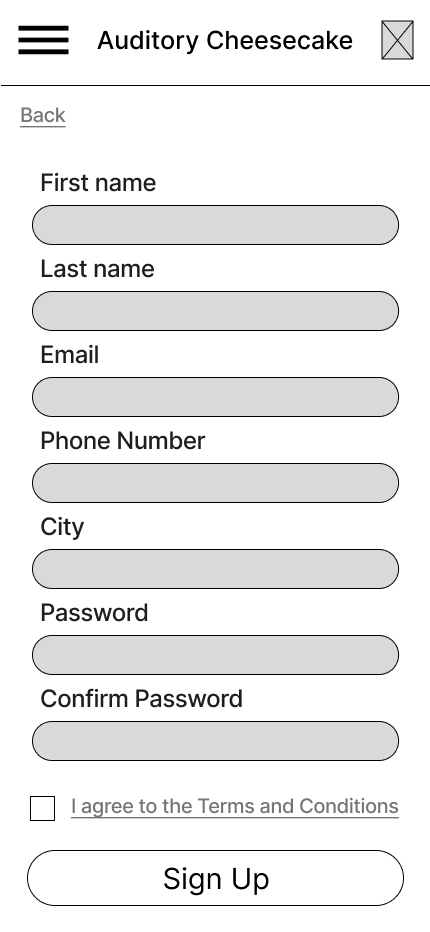 Auditory Cheesecake
Back
First name
Last name
Email
Phone Number
City
Password
Confirm Password
I agree to the Terms and Conditions
Sign Up